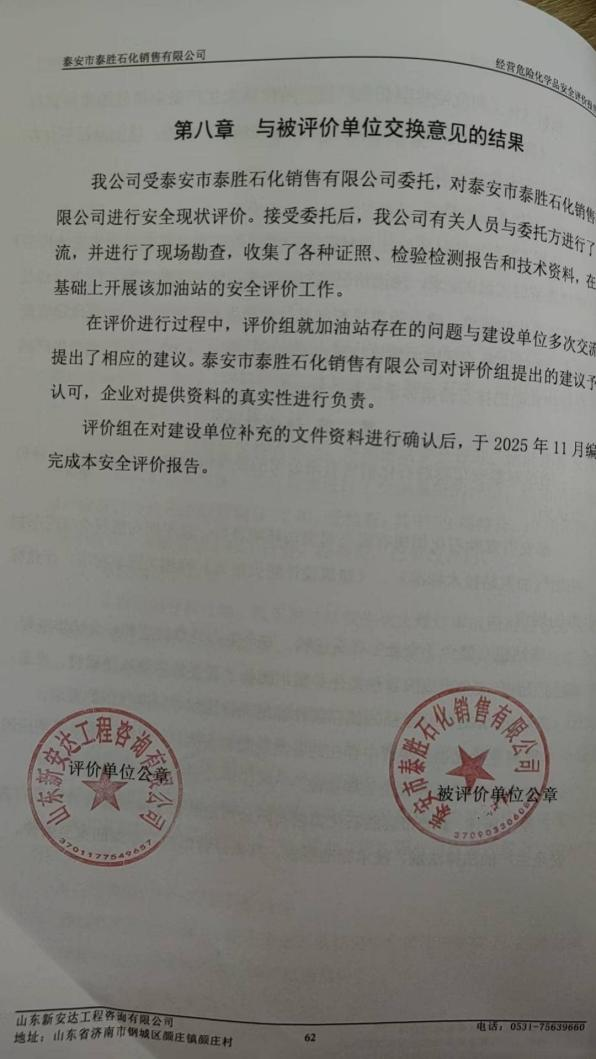 泰安市泰胜石化销售有限公司
经营危险化学品安全评价
第八章 与被评价单位交换意见的结果
我公司受泰安市泰胜石化销售有限公司委托，对泰安市泰胜石化销售
限公司进行安全现状评价。接受委托后，我公司有关人员与委托方进行了
流，并进行了现场勘查，收集了各种证照、检验检测报告和技术资料，在
基础上开展该加油站的安全评价工作。
在评价进行过程中，评价组就加油站存在的问题与建设单位多次交流
提出了相应的建议。泰安市泰胜石化销售有限公司对评价组提出的建议予
认可，企业对提供资料的真实性进行负责。
评价组在对建设单位补充的文件资料进行确认后，于 2025 年 11 月编
完成本安全评价报告。
山东新安达工程咨询有限公司
评价单位公章
3701177549657
泰安市泰胜石化销售有限公司
被评价单位公章
山东新安达工程咨询有限公司
地址：山东省济南市钢城区颜庄镇颜庄村
62
电话：0531-75639660